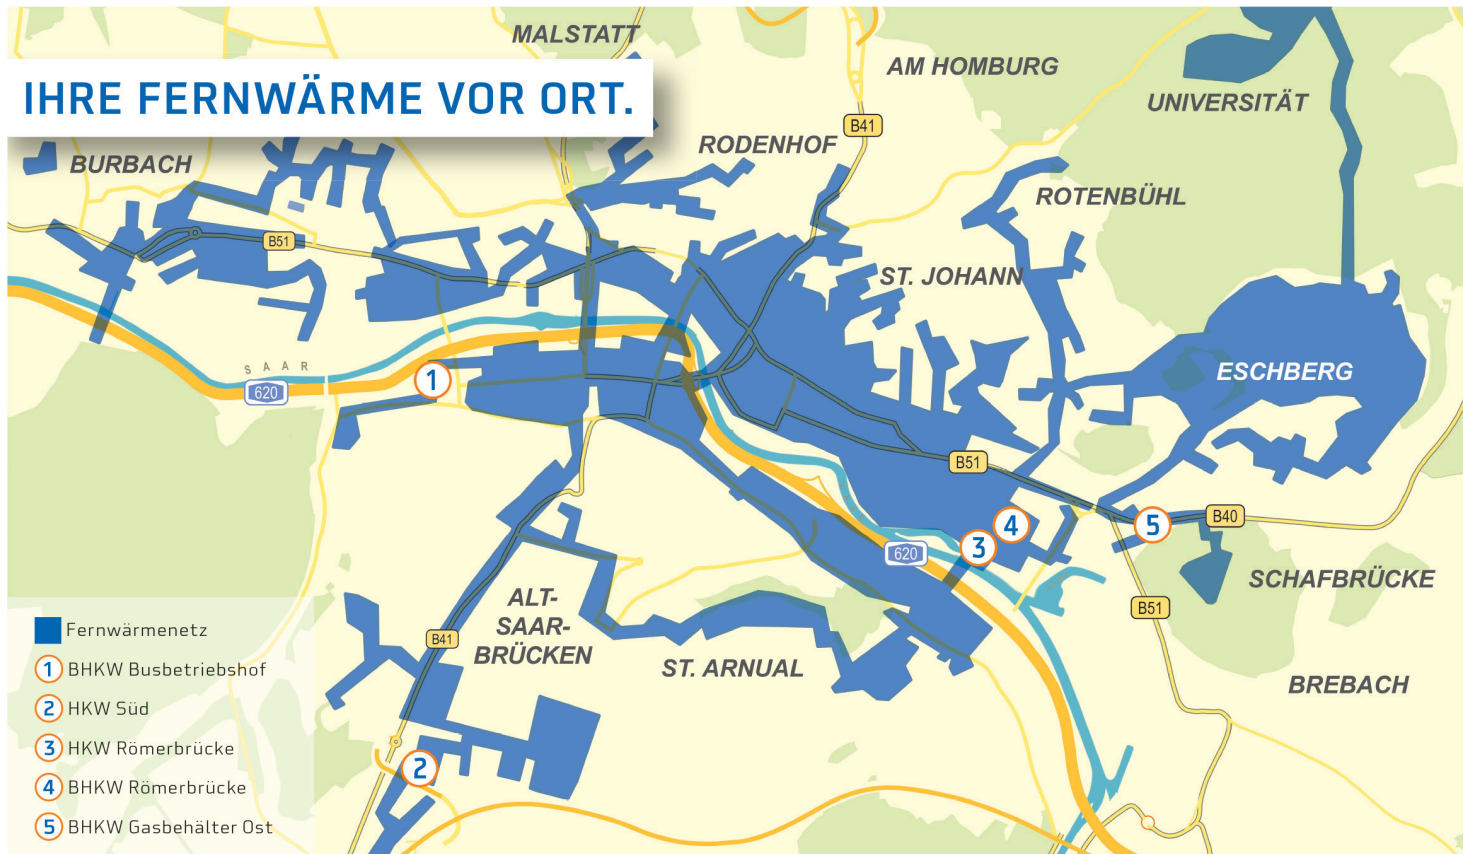 MALSTATT
AM HOMBURG
UNIVERSITÄT
IHRE FERNWÄRME VOR ORT.
B41
RODENHOF
BURBACH
ROTENBÜHL
B51
ST. JOHANN
SAAR
620
1
ESCHBERG
B51
4
5
B40
3
620
SCHAFBRÜCKE
B51
ALT-
SAAR-
BRÜCKEN
B41
ST. ARNUAL
BREBACH
2
Fernwärmenetz
1 BHKW Busbetriebshof
2 HKW Süd
3 HKW Römerbrücke
4 BHKW Römerbrücke
5 BHKW Gasbehälter Ost